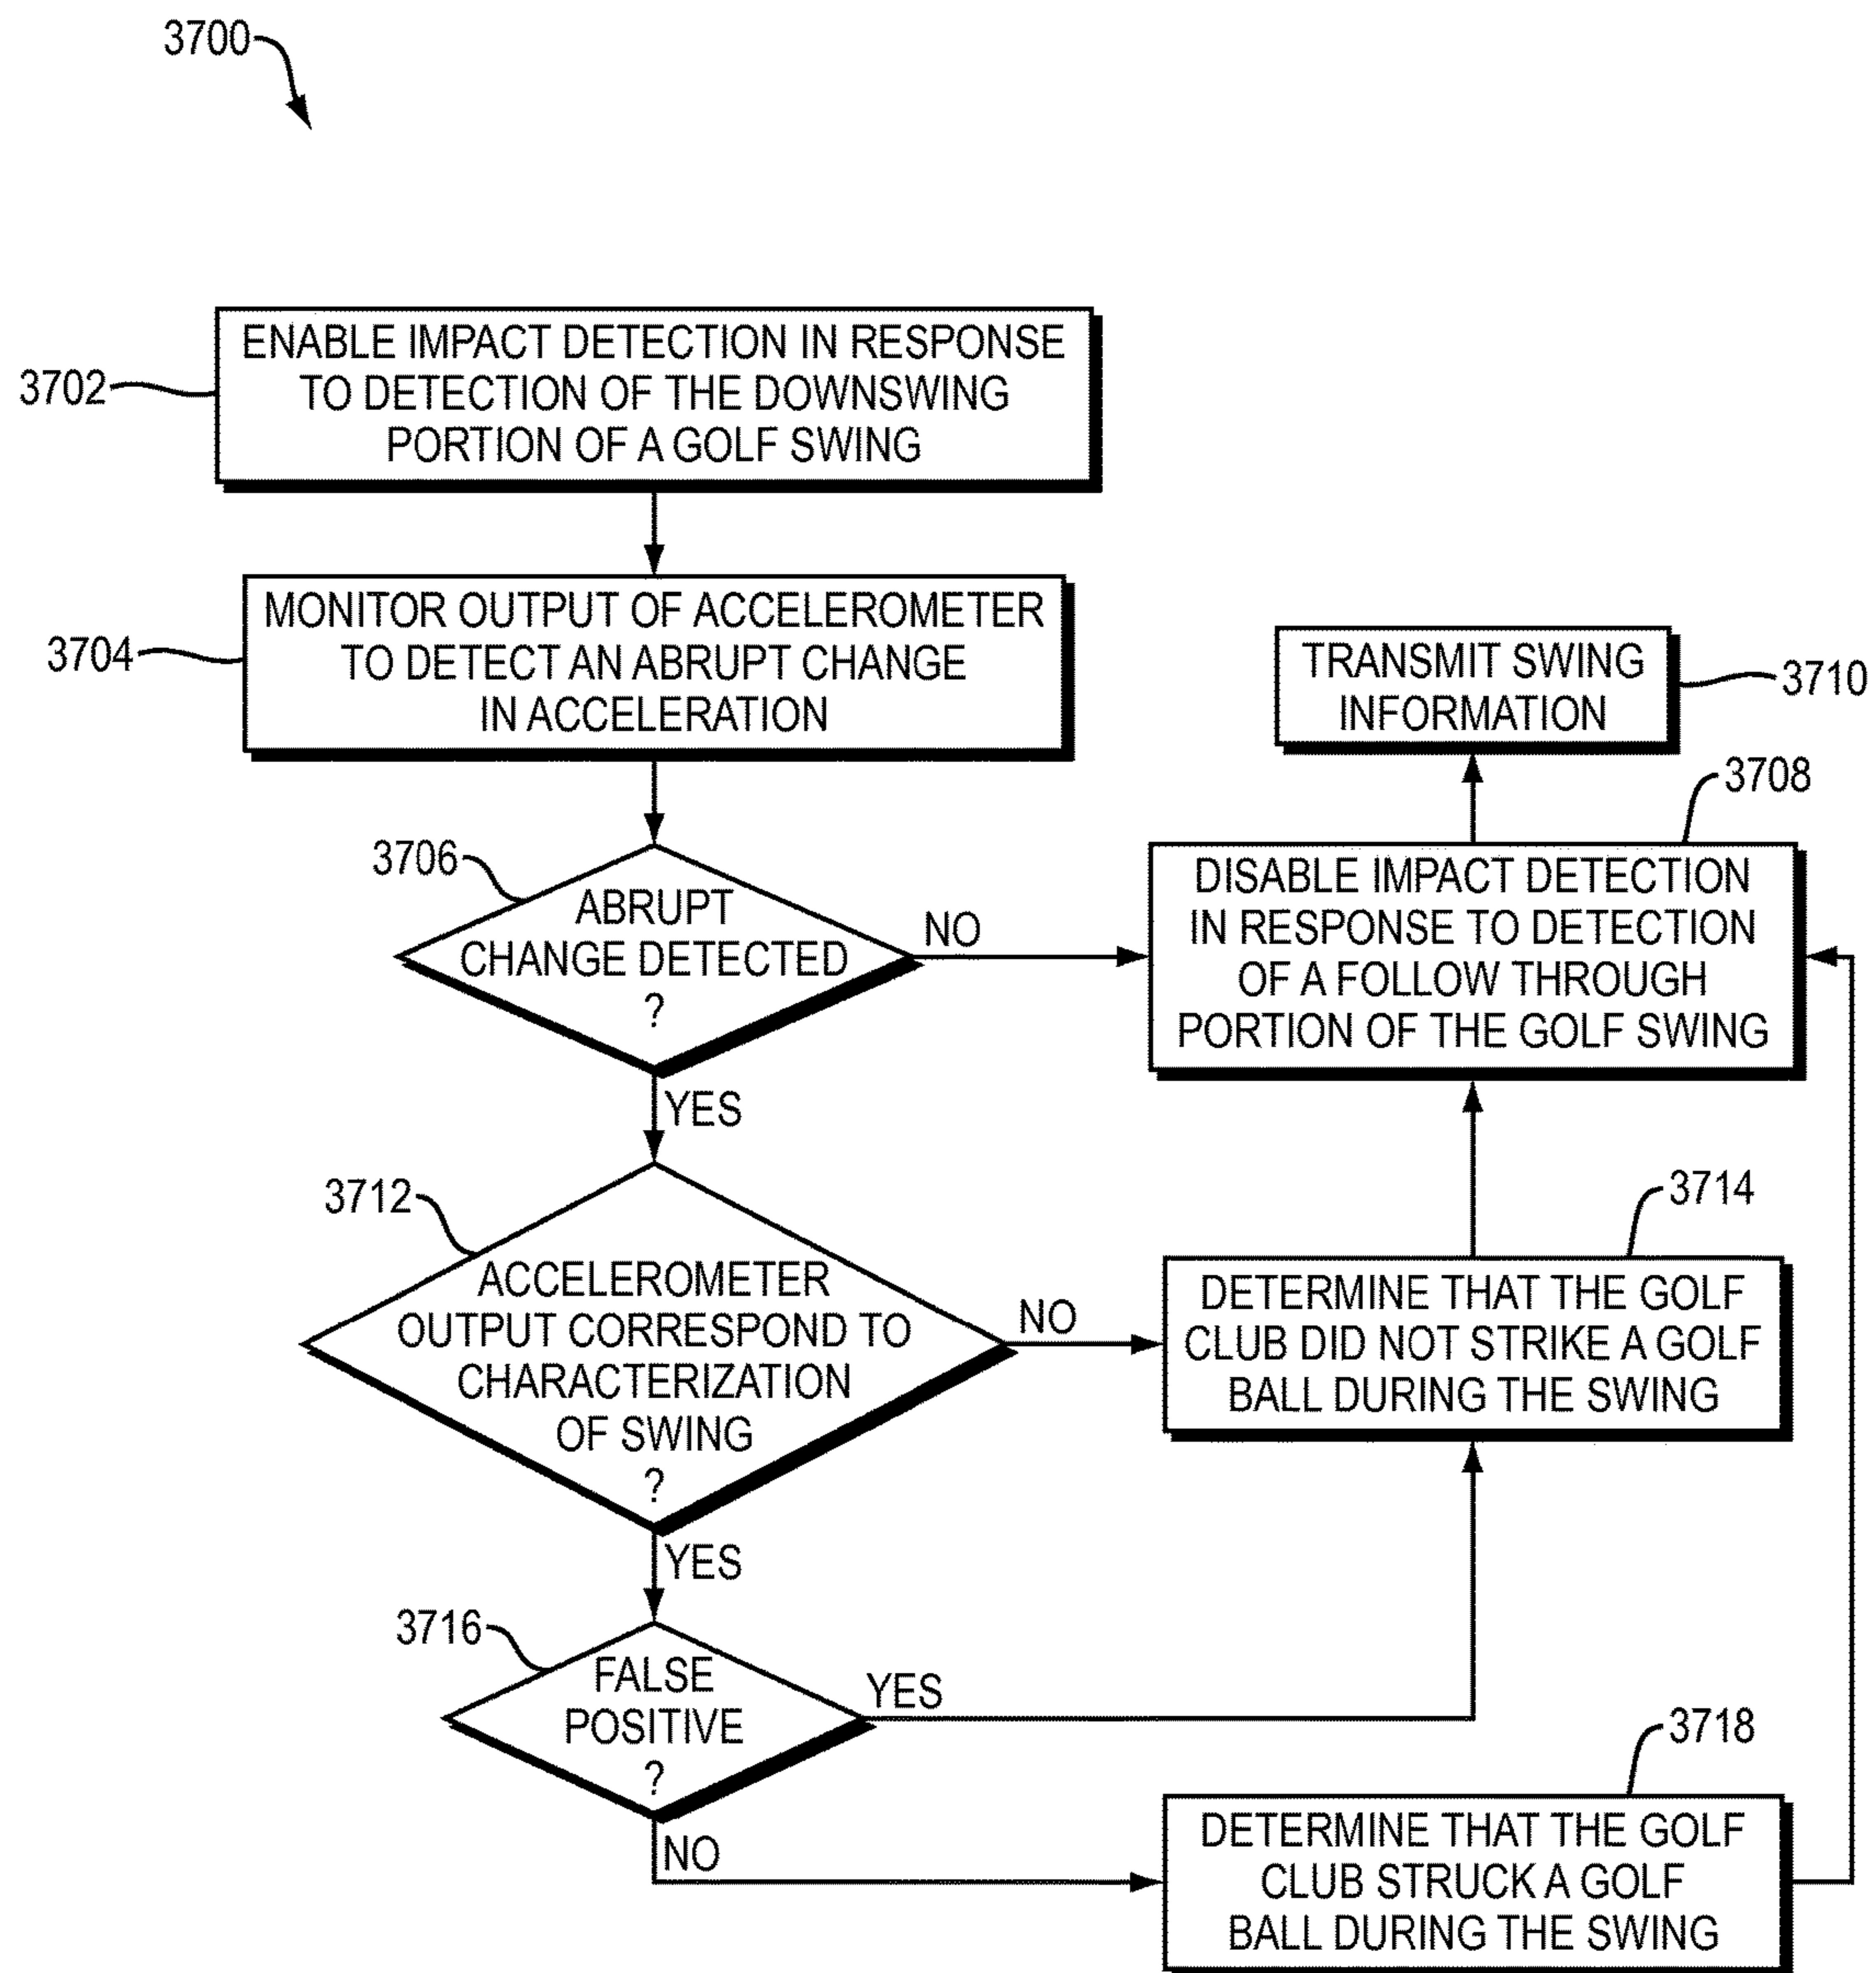 3700
3702
ENABLE IMPACT DETECTION IN RESPONSE
TO DETECTION OF THE DOWNSWING
PORTION OF A GOLF SWING
3704
MONITOR OUTPUT OF ACCELEROMETER
TO DETECT AN ABRUPT CHANGE
IN ACCELERATION
TRANSMIT SWING
INFORMATION
3710
3708
3706
ABRUPT
CHANGE DETECTED
?
NO
YES
DISABLE IMPACT DETECTION
IN RESPONSE TO DETECTION
OF A FOLLOW THROUGH
PORTION OF THE GOLF SWING
3712
ACCELEROMETER
OUTPUT CORRESPOND TO
CHARACTERIZATION
OF SWING
?
NO
YES
3714
DETERMINE THAT THE GOLF
CLUB DID NOT STRIKE A GOLF
BALL DURING THE SWING
3716
FALSE
POSITIVE
?
YES
NO
3718
DETERMINE THAT THE GOLF
CLUB STRUCK A GOLF
BALL DURING THE SWING